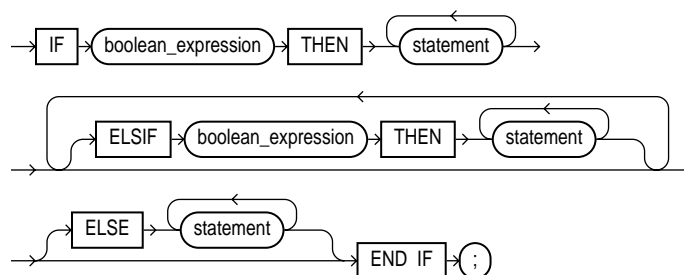 IF boolean_expression THEN statement
ELSIF boolean_expression THEN statement
ELSE statement
END IF ;